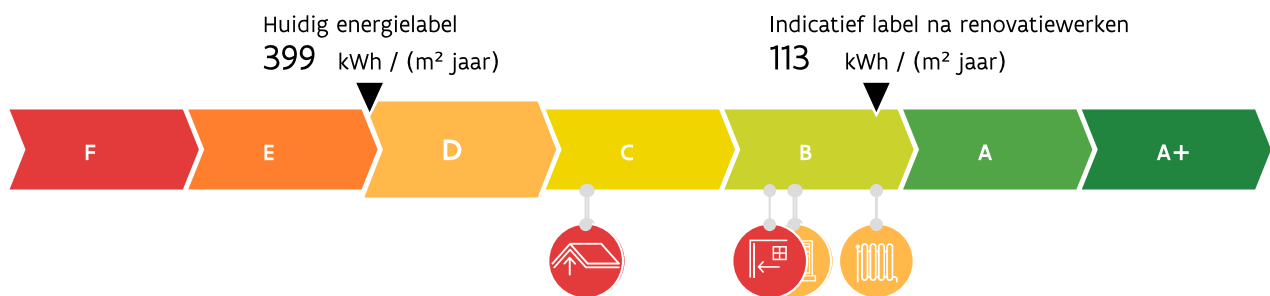 Huidig energielabel
399 kWh / (m² jaar)
Indicatief label na renovatiewerken
113 kWh / (m² jaar)
F E D C B A A+